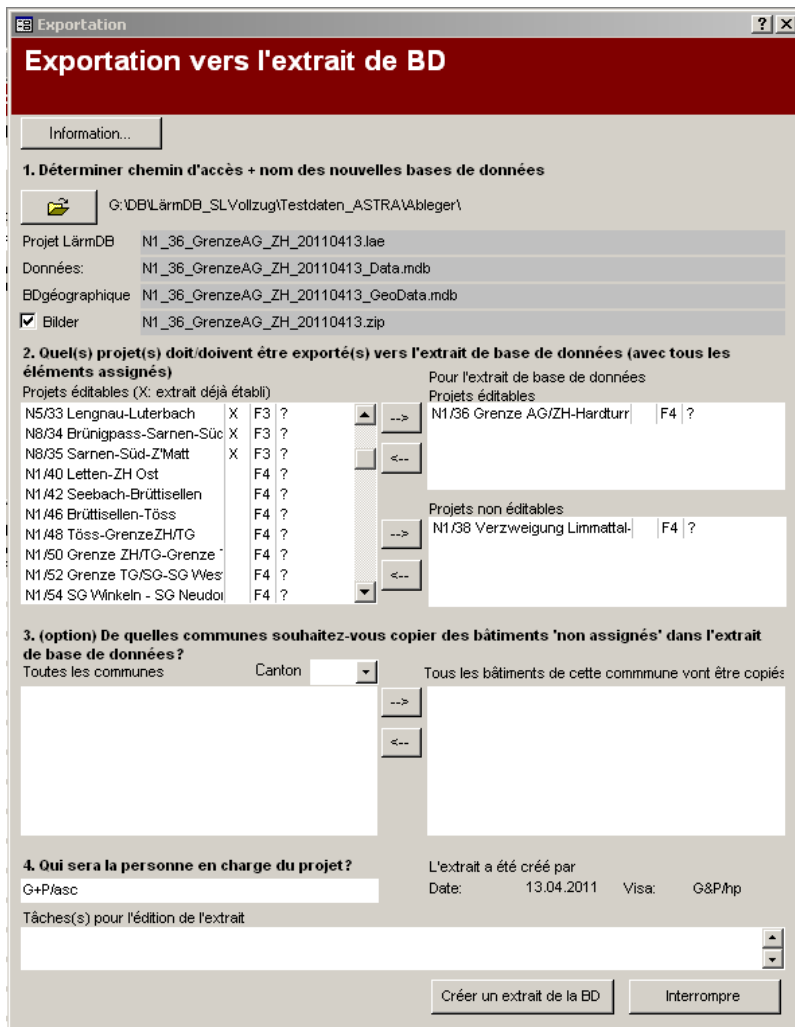 Exportation
Exportation vers l'extrait de BD
Information...
1. Déterminer chemin d'accès + nom des nouvelles bases de données
G:\DB\LärmDB_SLVollzug\Testdaten_ASTRA\Ableger\
Projet LärmDB N1_36_GrenzeAG_ZH_20110413.lae
Données: N1_36_GrenzeAG_ZH_20110413_Data.mdb
BDgéographique N1_36_GrenzeAG_ZH_20110413_GeoData.mdb
Bilder N1_36_GrenzeAG_ZH_20110413.zip
2. Quel(s) projet(s) doit/doivent être exporté(s) vers l'extrait de base de données (avec tous les
éléments assignés)
Projets éditables (X: extrait déjà établi)
N5/33 Lengnau-Luterbach X F3 ?
N8/34 Brünigpass-Sarnen-Süd X F3 ?
N8/35 Sarnen-Süd-Z'Matt X F3 ?
N1/40 Letten-ZH Ost F4 ?
N1/42 Seebach-Brüttisellen F4 ?
N1/46 Brüttisellen-Töss F4 ?
N1/48 Töss-GrenzeZH/TG F4 ?
N1/50 Grenze ZH/TG-Grenze T F4 ?
N1/52 Grenze TG/SG-SG Wes F4 ?
N1/54 SG Winkeln - SG Neudo F4 ?
-->
<--
-->
<--
Pour l'extrait de base de données
Projets éditables
N1/36 Grenze AG/ZH-Hardturr F4 ?
Projets non éditables
N1/38 Verzweigung Limmattal- F4 ?
3. (option) De quelles communes souhaitez-vous copier des bâtiments 'non assignés' dans l'extrait
de base de données?
Toutes les communes Canton
-->
<--
Tous les bâtiments de cette commmune vont être copiés
4. Qui sera la personne en charge du projet?
G+P/asc
L'extrait a été créé par
Date: 13.04.2011 Visa: G&P/hp
Tâches(s) pour l'édition de l'extrait
Créer un extrait de la BD
Interrompre